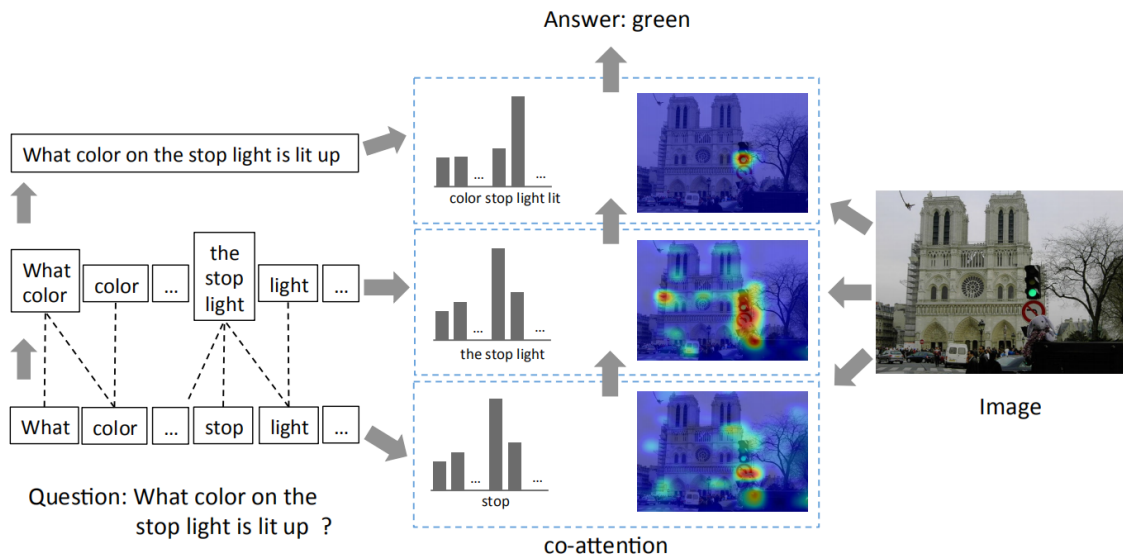 Answer: green
What color on the stop light is lit up
... ...
color stop light lit
What
color
color
...
the
stop
light
light
...
... ...
the stop light
What
color
...
stop
light
...
... ...
stop
Image
Question: What color on the
stop light is lit up ?
co-attention